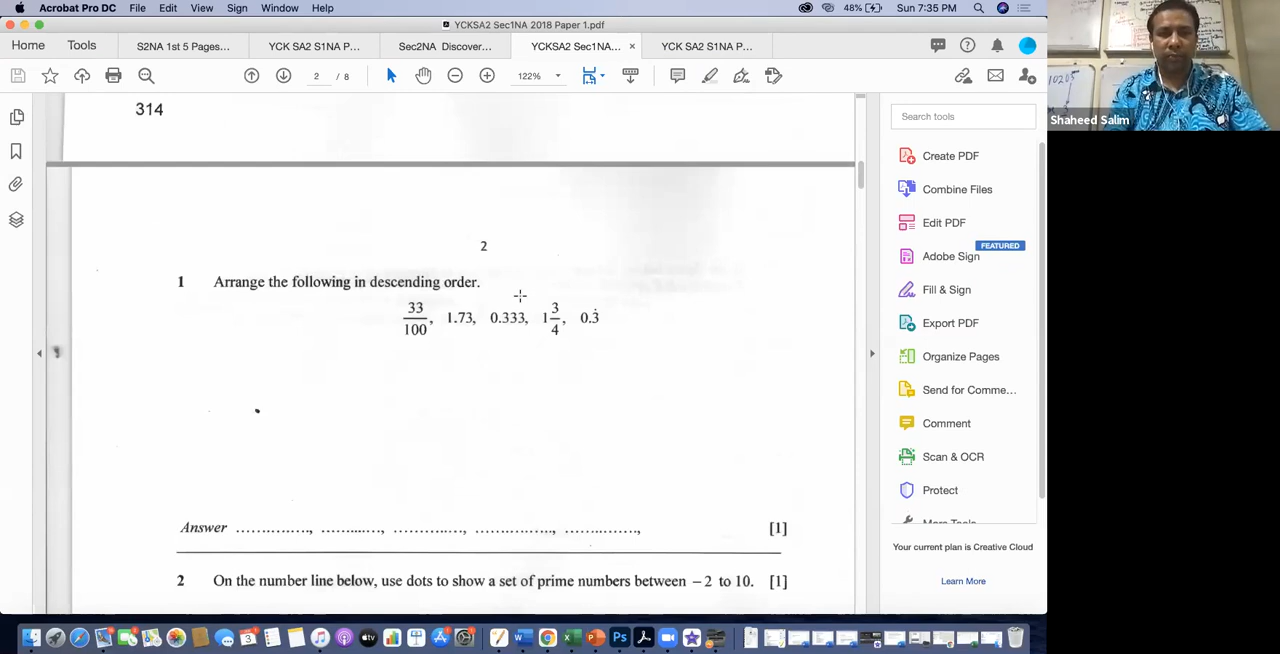 Acrobat Pro DC File Edit View Sign Window Help 48% Sun 7:35 PM
YCKSA2 Sec1NA 2018 Paper 1.pdf
Home Tools S2NA 1st 5 Pages... YCK SA2 S1NA P... Sec2NA Discover... YCKSA2 Sec1NA... × YCK SA2 S1NA P...
2 / 8 122%
314
2
1 Arrange the following in descending order.
33/100, 1.73, 0.333, 1 3/4, 0.3̇
Answer ……………, ……………, ……………, ……………, ……………, [1]
2 On the number line below, use dots to show a set of prime numbers between −2 to 10. [1]
Search tools
Create PDF
Combine Files
Edit PDF
FEATURED
Adobe Sign
Fill & Sign
Export PDF
Organize Pages
Send for Comme...
Comment
Scan & OCR
Protect
More Tools
Your current plan is Creative Cloud
Learn More
Shaheed Salim